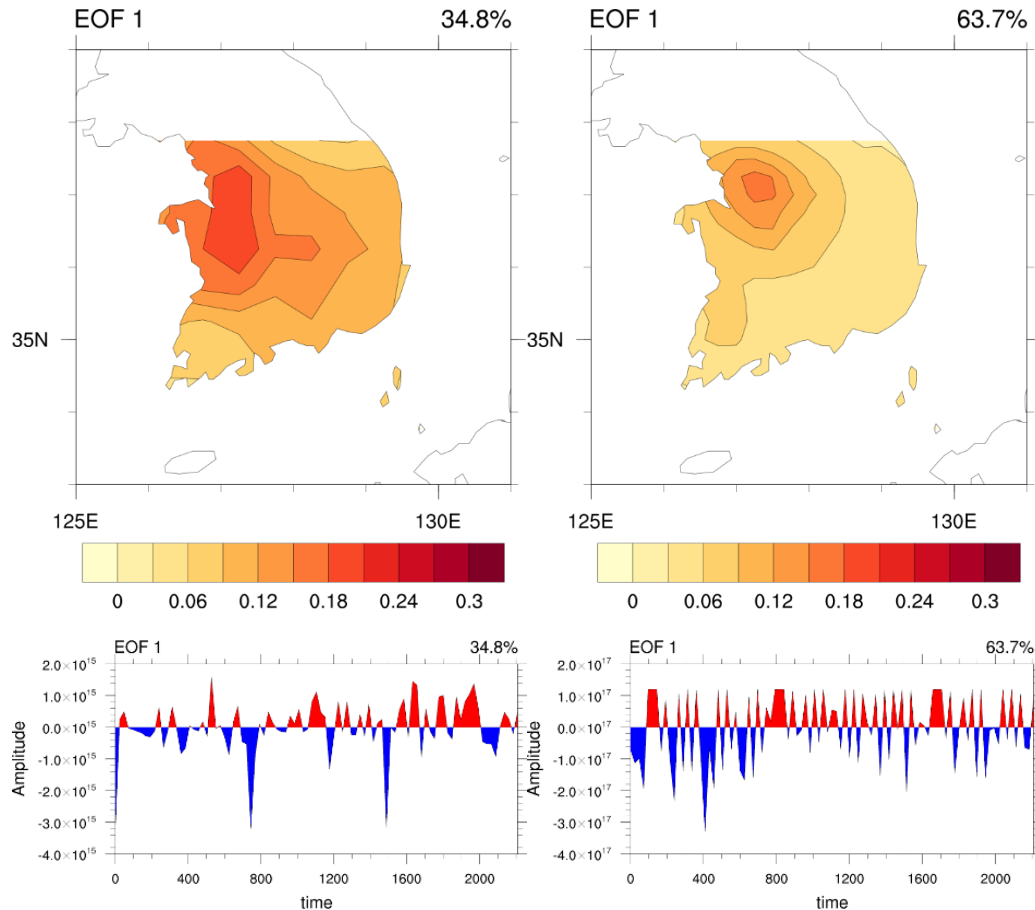 EOF 1 34.8% EOF 1 63.7%
35N 35N
125E 130E 125E 130E
0 0.06 0.12 0.18 0.24 0.3 0 0.06 0.12 0.18 0.24 0.3
EOF 1 34.8% EOF 1 63.7%
2.0×10¹⁵ 2.0×10¹⁷
1.0×10¹⁵ 1.0×10¹⁷
0.0×10¹⁵ 0.0×10¹⁷
-1.0×10¹⁵ -1.0×10¹⁷
-2.0×10¹⁵ -2.0×10¹⁷
-3.0×10¹⁵ -3.0×10¹⁷
-4.0×10¹⁵ -4.0×10¹⁷
Amplitude Amplitude
0 400 800 1200 1600 2000 0 400 800 1200 1600 2000
time time